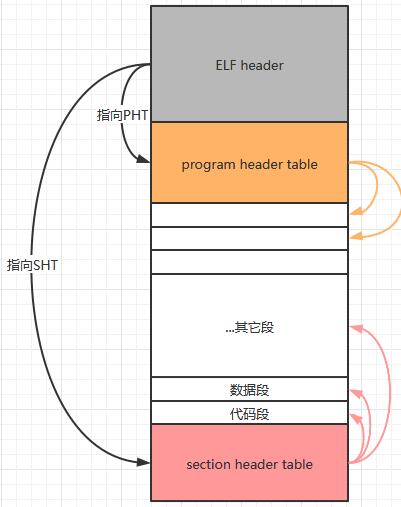 ELF header
指向PHT
program header table
指向SHT
...其它段
数据段
代码段
section header table